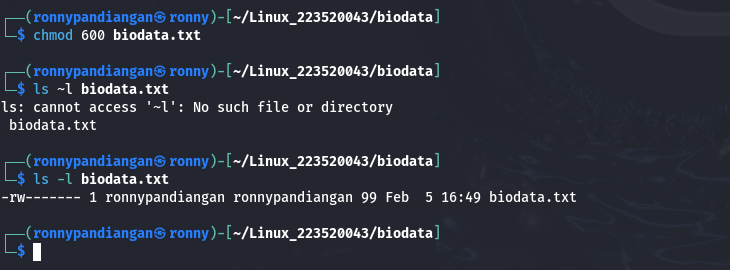 ┌──(ronnypandiangan㉿ronny)-[~/Linux_223520043/biodata]
└─$ chmod 600 biodata.txt
┌──(ronnypandiangan㉿ronny)-[~/Linux_223520043/biodata]
└─$ ls ~l biodata.txt
ls: cannot access '~l': No such file or directory
 biodata.txt
┌──(ronnypandiangan㉿ronny)-[~/Linux_223520043/biodata]
└─$ ls -l biodata.txt
-rw------- 1 ronnypandiangan ronnypandiangan 99 Feb  5 16:49 biodata.txt
┌──(ronnypandiangan㉿ronny)-[~/Linux_223520043/biodata]
└─$